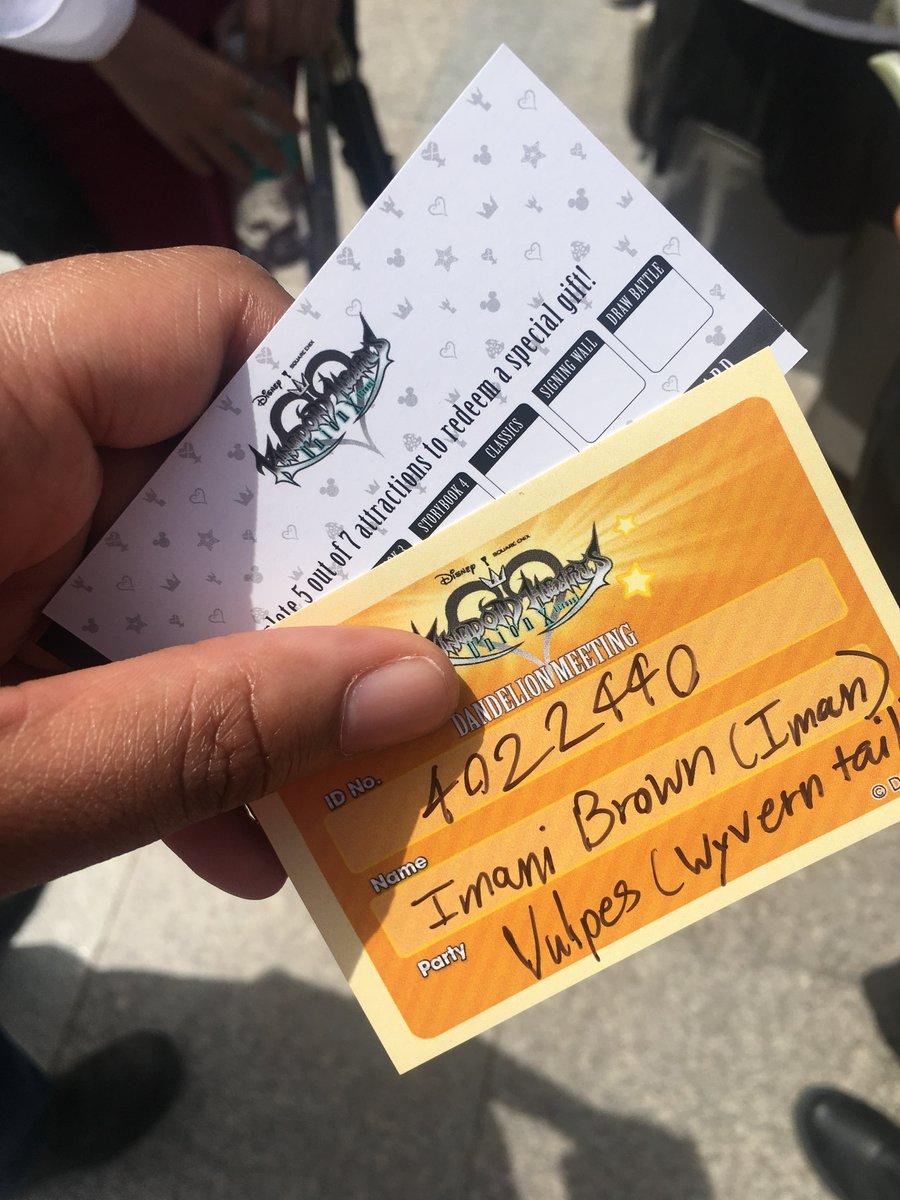 Disney SQUARE ENIX
KINGDOM HEARTS
UNION χ
5 out of 7 attractions to redeem a special gift!
STORYBOOK 4
CLASSICS
SIGNING WALL
DRAW BATTLE
Disney SQUARE ENIX
KINGDOM HEARTS
UNION χ
DANDELION MEETING
ID No. 4022440
Name Imani Brown (Iman)
Party Vulpes (Wyvern tail
© D